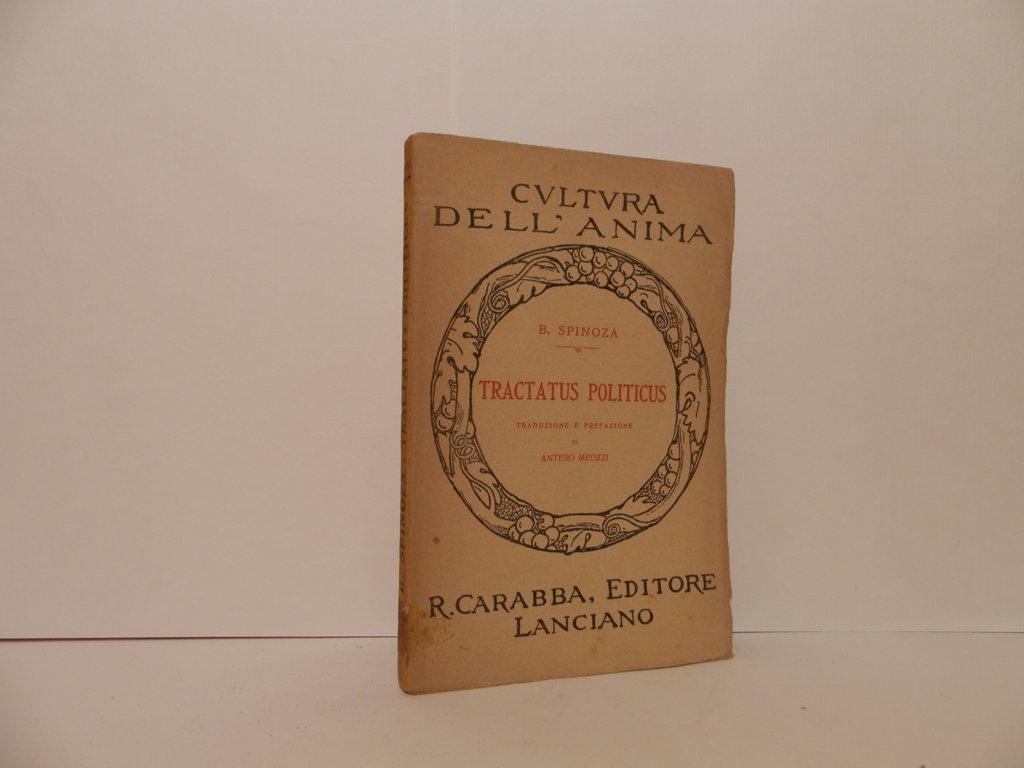 CVLTVRA
DELL' ANIMA
B. SPINOZA
TRACTATUS POLITICUS
TRADUZIONE E PREFAZIONE
DI
ANTERO MEOZZI
R. CARABBA, EDITORE
LANCIANO